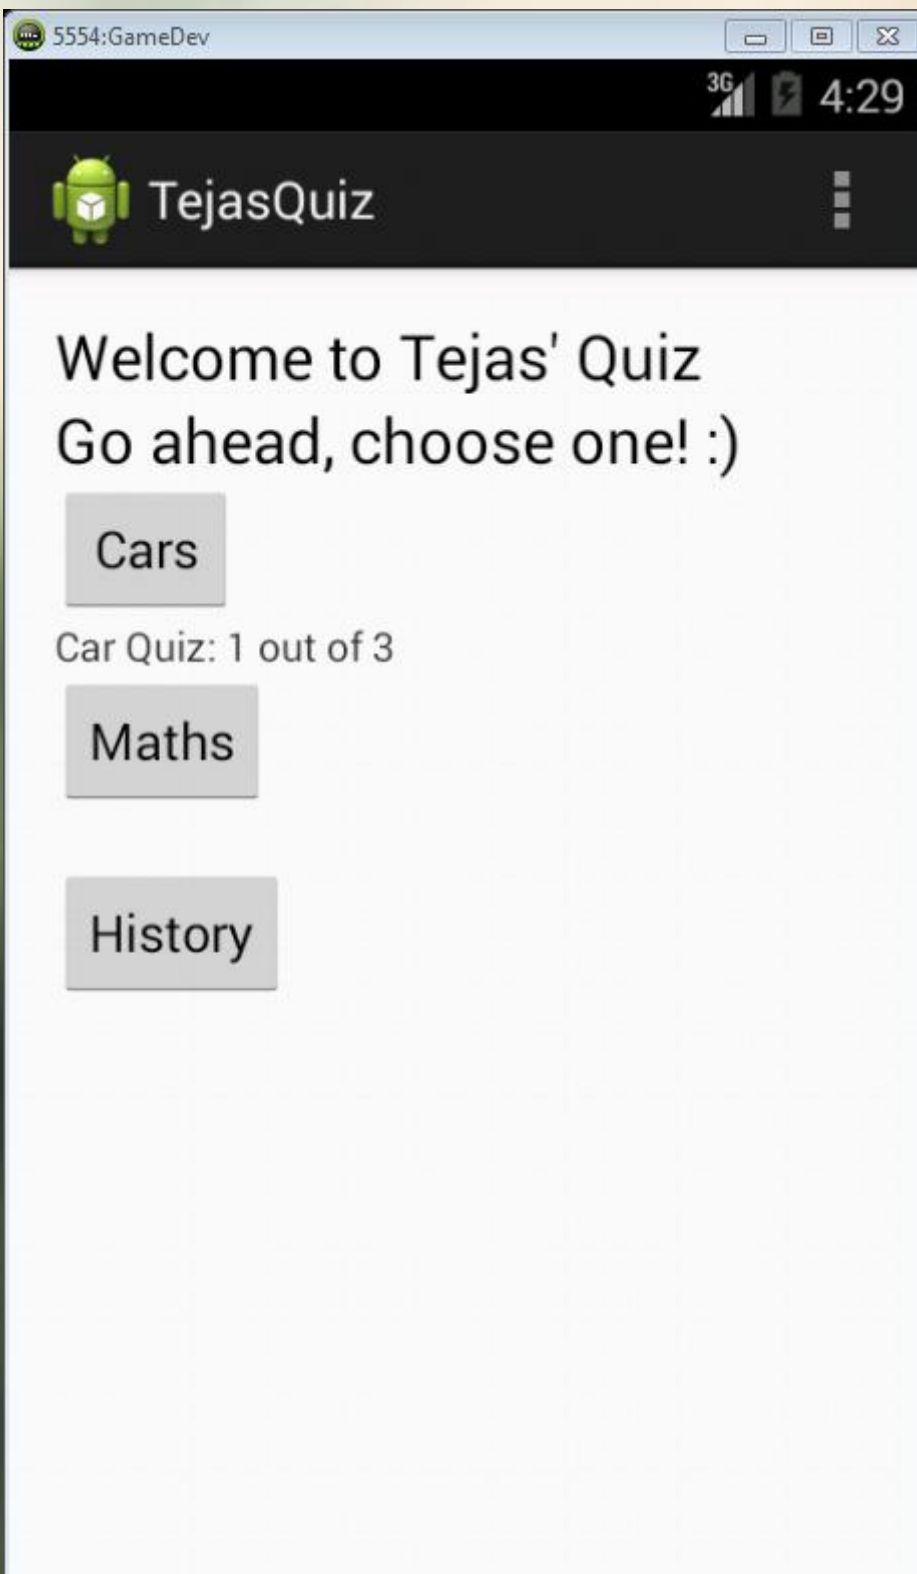 5554:GameDev
3G 4:29
TejasQuiz
Welcome to Tejas' Quiz
Go ahead, choose one! :)
Cars
Car Quiz: 1 out of 3
Maths
History